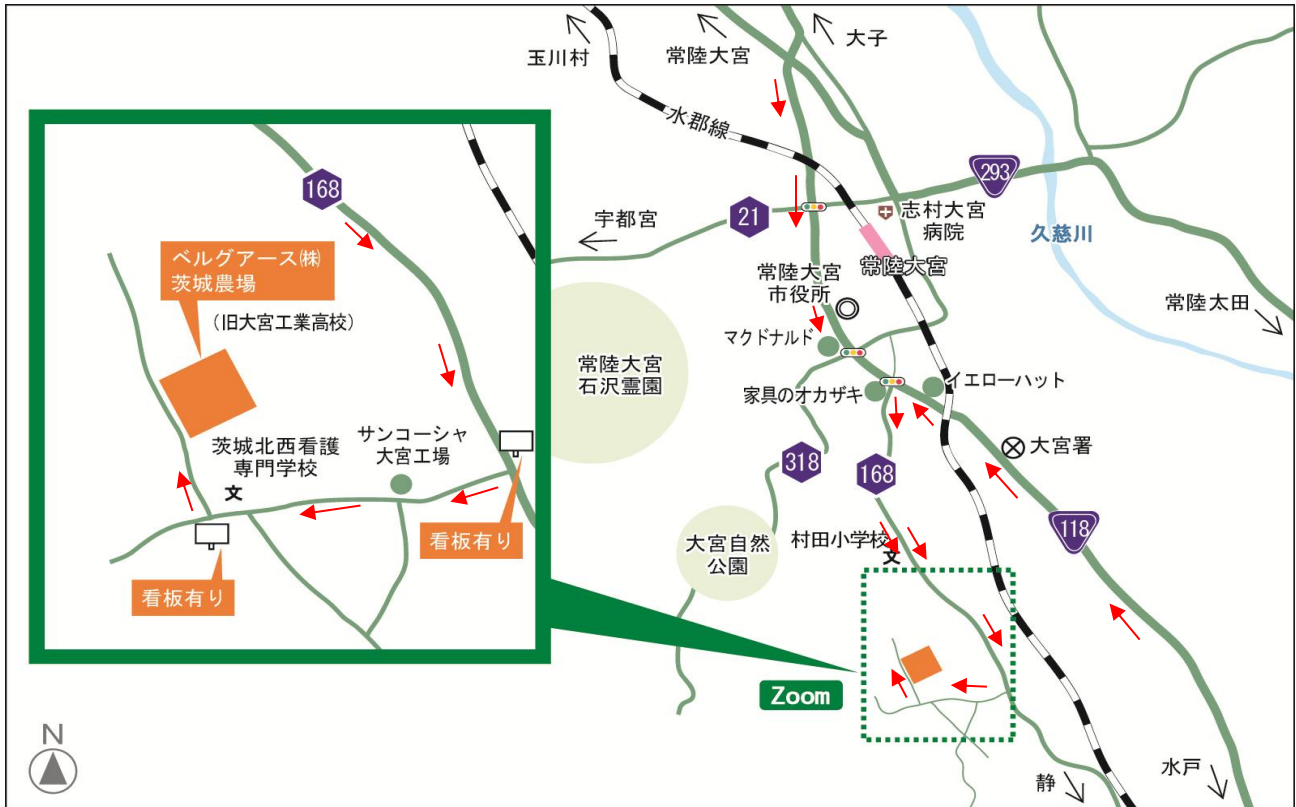 玉川村
常陸大宮
大子
水郡線
293
21
宇都宮
志村大宮
病院
久慈川
常陸大宮
常陸大宮
市役所
常陸太田
マクドナルド
常陸大宮
石沢霊園
家具のオカザキ
イエローハット
大宮署
318
168
118
大宮自然
公園
村田小学校
文
Zoom
静
水戸
168
ベルグアース㈱
茨城農場
(旧大宮工業高校)
茨城北西看護
専門学校
文
サンコーシャ
大宮工場
看板有り
看板有り
N